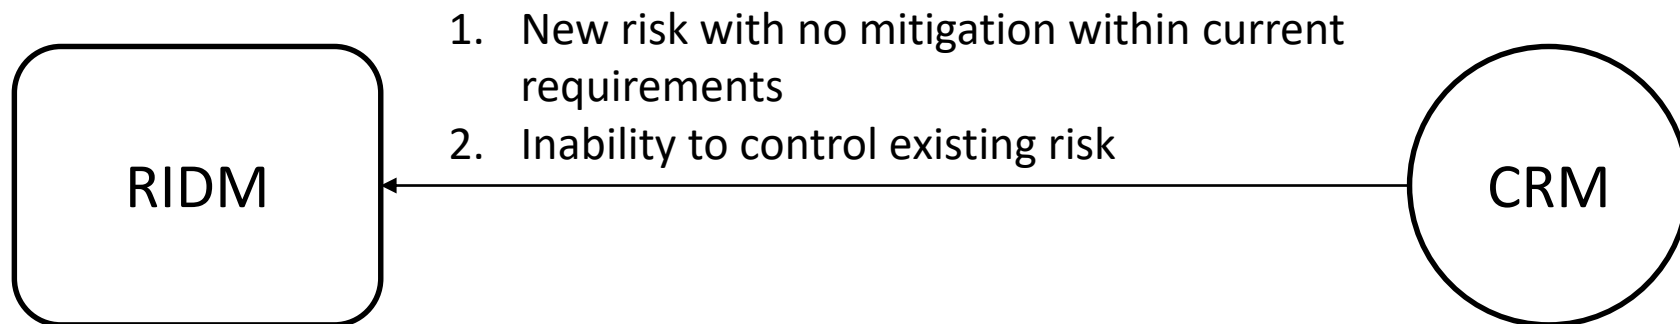 1. New risk with no mitigation within current
requirements
2. Inability to control existing risk
RIDM
CRM